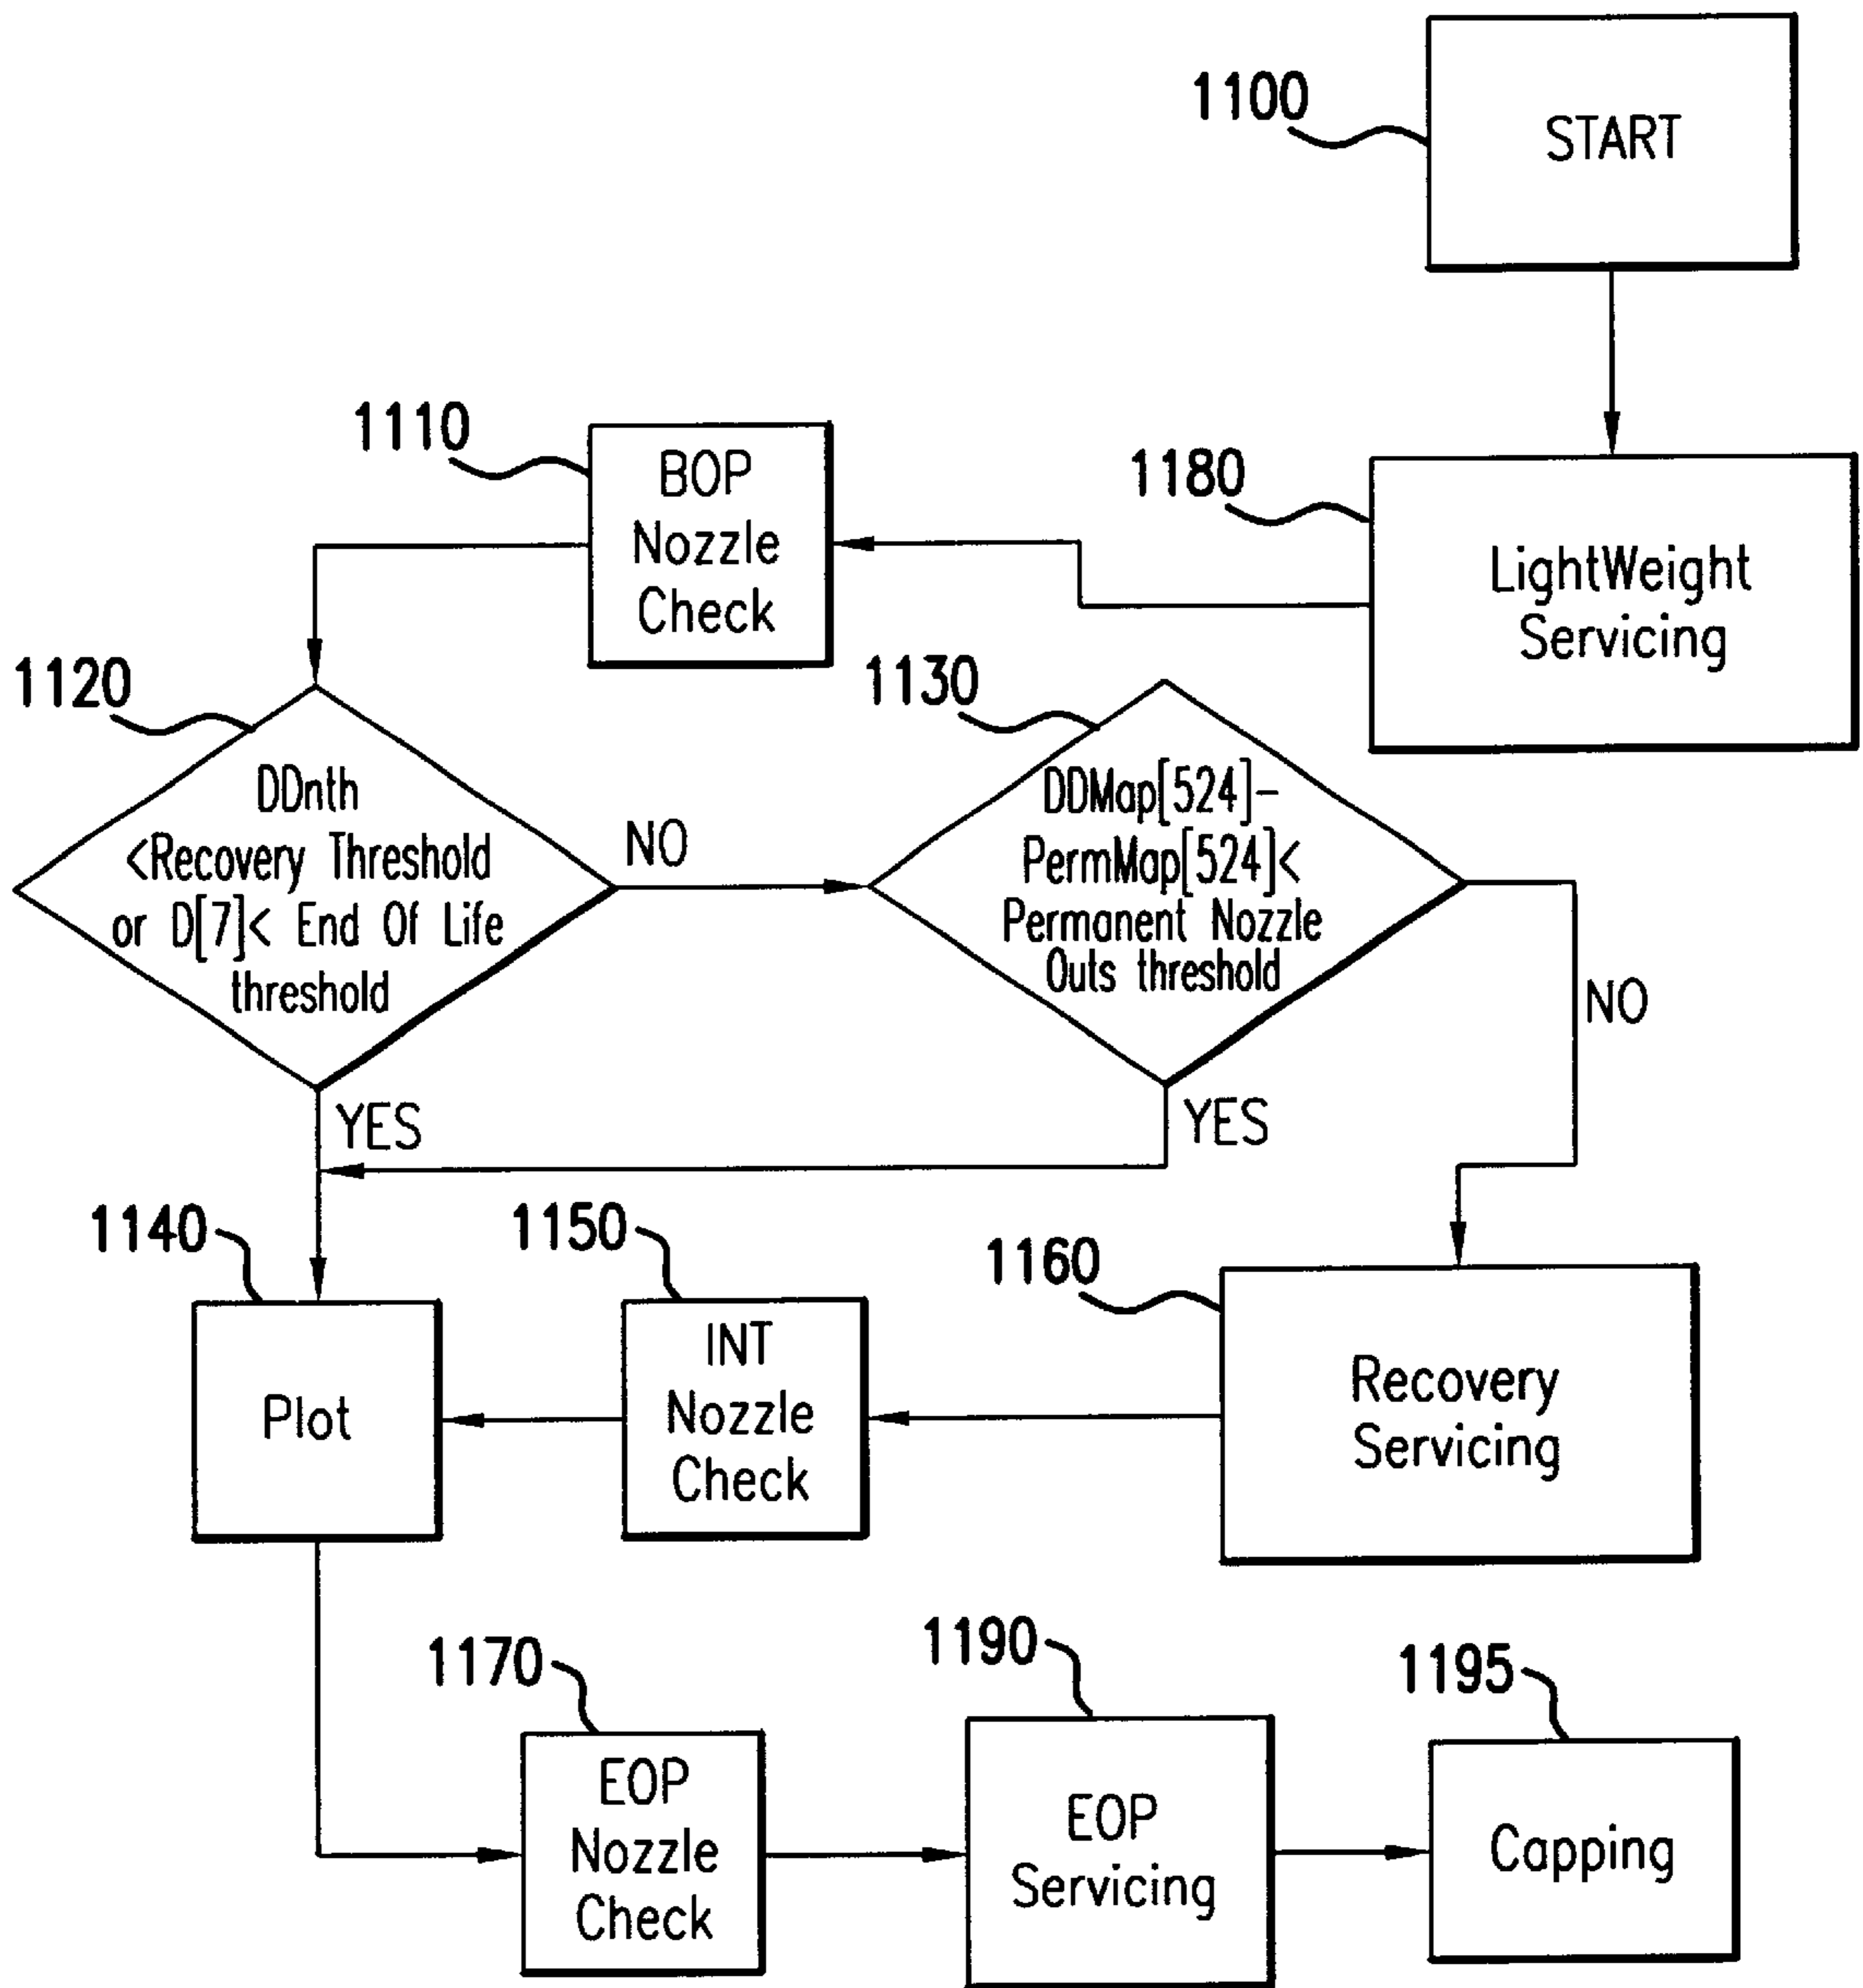 1100
START
1110
BOP
Nozzle
Check
1180
LightWeight
Servicing
1120
DDnth
<Recovery Threshold
or D[7]< End Of Life
threshold
NO
1130
DDMap[524]-
PermMap[524]<
Permanent Nozzle
Outs threshold
NO
YES
YES
1140
Plot
1150
INT
Nozzle
Check
1160
Recovery
Servicing
1170
EOP
Nozzle
Check
1190
EOP
Servicing
1195
Capping